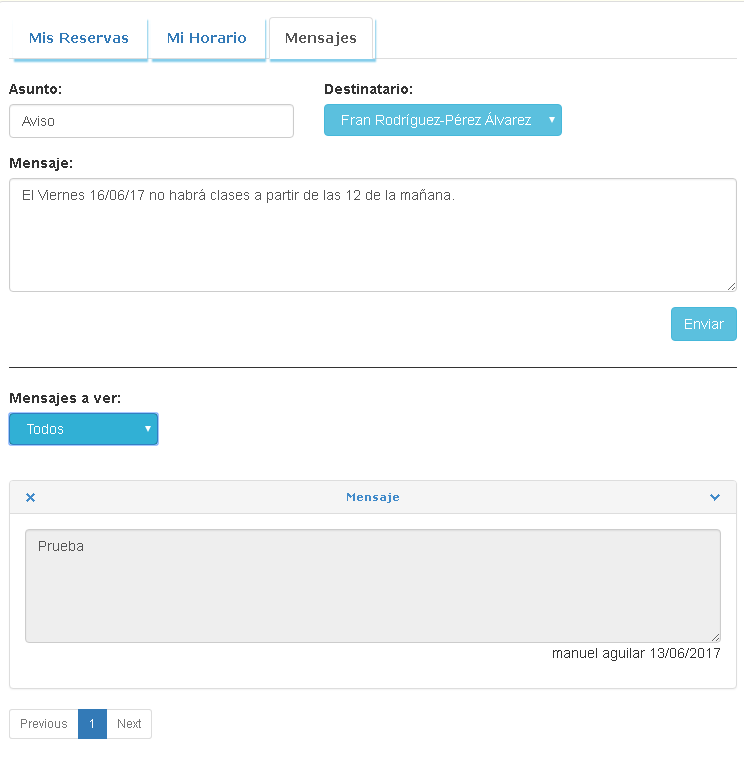 Mis Reservas Mi Horario Mensajes
Asunto: Destinatario:
Aviso Fran Rodríguez-Pérez Álvarez
Mensaje:
El Viernes 16/06/17 no habrá clases a partir de las 12 de la mañana.
Enviar
Mensajes a ver:
Todos
Mensaje
Prueba
manuel aguilar 13/06/2017
Previous 1 Next